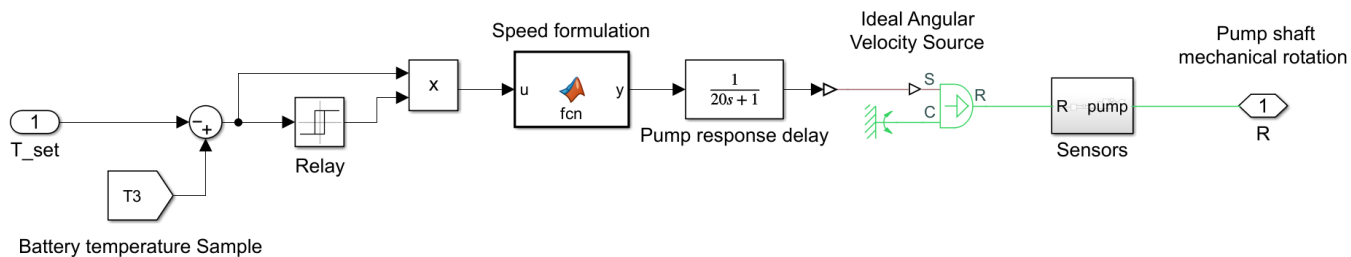 Speed formulation
Ideal Angular
Velocity Source
Pump shaft
mechanical rotation
1
T_set
−
+
Relay
x
u
y
fcn
1
20s + 1
Pump response delay
S
C
R
R
pump
Sensors
1
R
T3
Battery temperature Sample